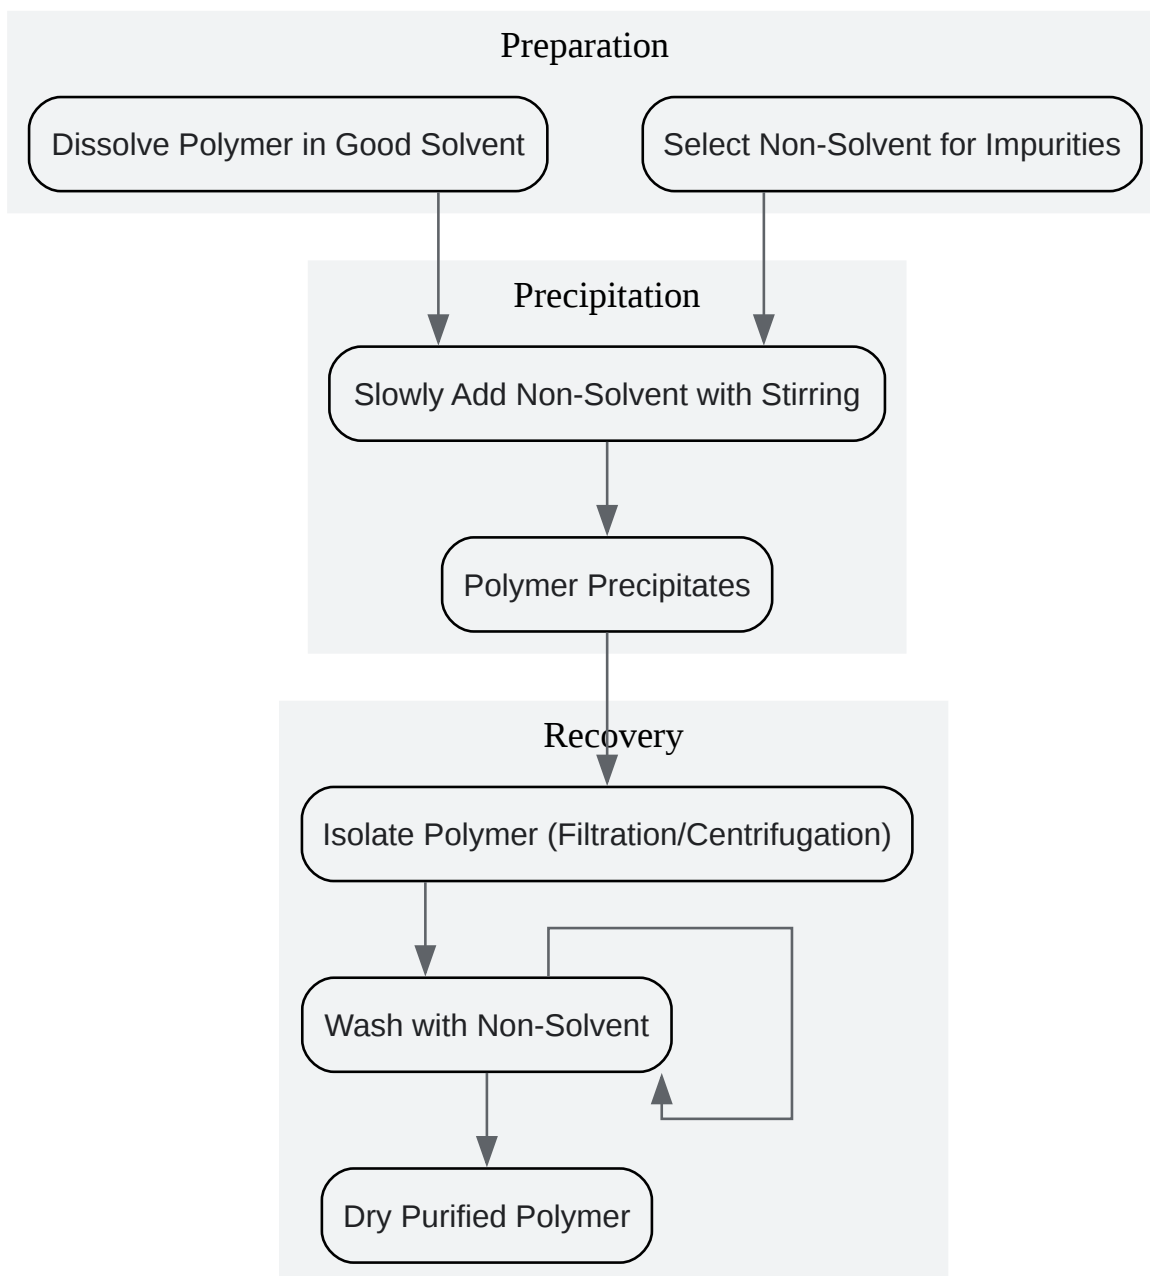 Preparation
Dissolve Polymer in Good Solvent
Select Non-Solvent for Impurities
Precipitation
Slowly Add Non-Solvent with Stirring
Polymer Precipitates
Recovery
Isolate Polymer (Filtration/Centrifugation)
Wash with Non-Solvent
Dry Purified Polymer